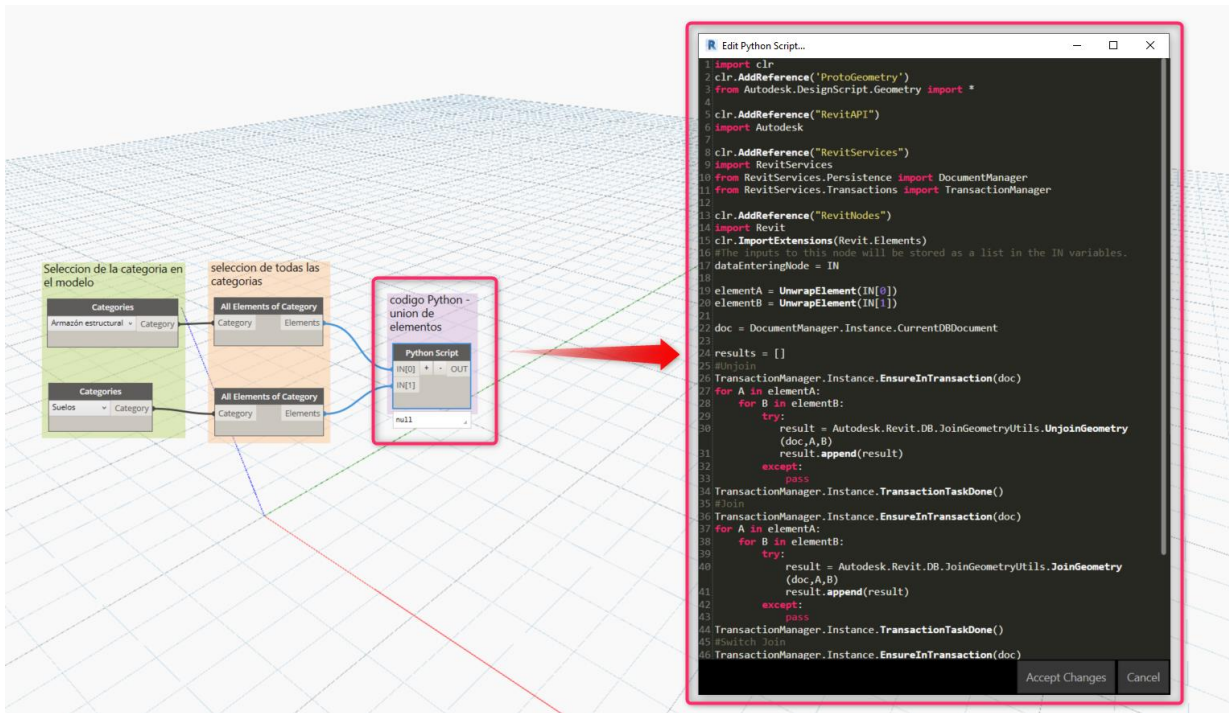 Seleccion de la categoria en
el modelo
Categories
Armazón estructural
Category
Categories
Suelos
Category
seleccion de todas las
categorias
All Elements of Category
Category
Elements
All Elements of Category
Category
Elements
codigo Python -
union de
elementos
Python Script
IN[0] + - OUT
IN[1]
null
R Edit Python Script...
1 import clr
2 clr.AddReference('ProtoGeometry')
3 from Autodesk.DesignScript.Geometry import *
4
5 clr.AddReference("RevitAPI")
6 import Autodesk
7
8 clr.AddReference("RevitServices")
9 import RevitServices
10 from RevitServices.Persistence import DocumentManager
11 from RevitServices.Transactions import TransactionManager
12
13 clr.AddReference("RevitNodes")
14 import Revit
15 clr.ImportExtensions(Revit.Elements)
16 #The inputs to this node will be stored as a list in the IN variables.
17 dataEnteringNode = IN
18
19 elementA = UnwrapElement(IN[0])
20 elementB = UnwrapElement(IN[1])
21
22 doc = DocumentManager.Instance.CurrentDBDocument
23
24 results = []
25 #Unjoin
26 TransactionManager.Instance.EnsureInTransaction(doc)
27 for A in elementA:
28 for B in elementB:
29 try:
30 result = Autodesk.Revit.DB.JoinGeometryUtils.UnjoinGeometry
(doc,A,B)
31 result.append(result)
32 except:
33 pass
34 TransactionManager.Instance.TransactionTaskDone()
35 #Join
36 TransactionManager.Instance.EnsureInTransaction(doc)
37 for A in elementA:
38 for B in elementB:
39 try:
40 result = Autodesk.Revit.DB.JoinGeometryUtils.JoinGeometry
(doc,A,B)
41 result.append(result)
42 except:
43 pass
44 TransactionManager.Instance.TransactionTaskDone()
45 #Switch Join
46 TransactionManager.Instance.EnsureInTransaction(doc)
Accept Changes
Cancel